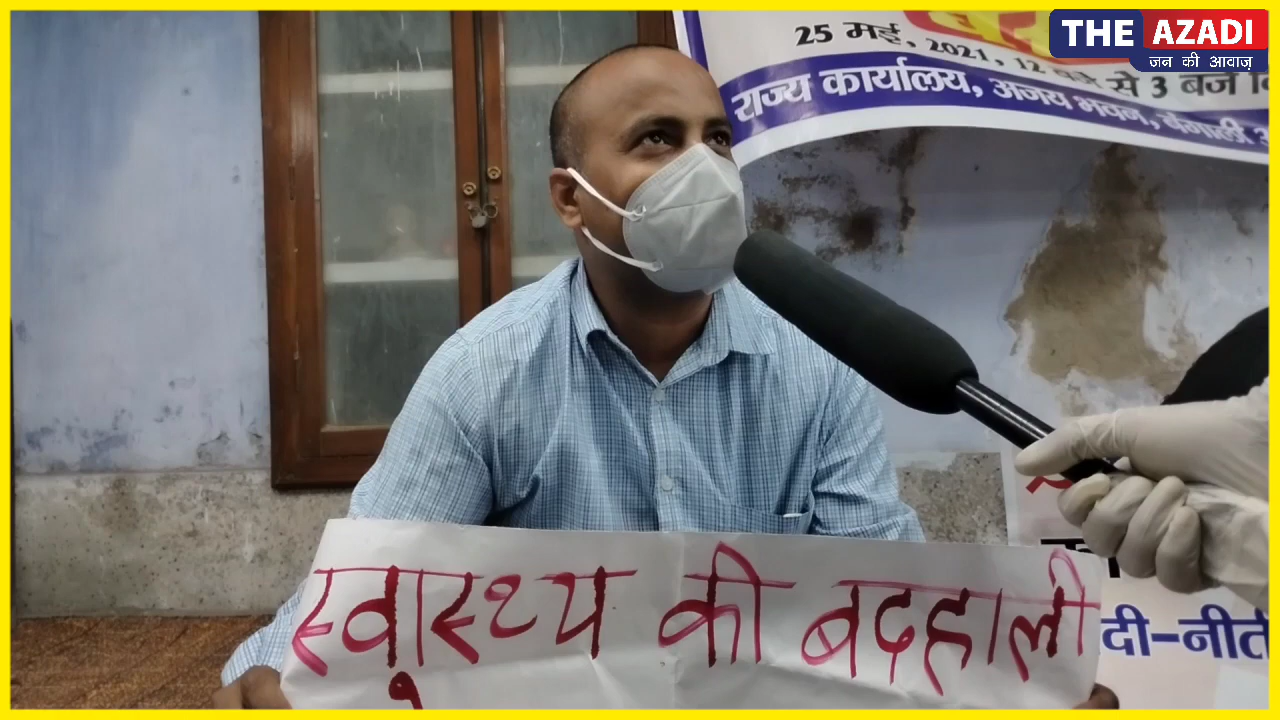 THE AZADI
जन की आवाज़
25 मई, 2021, 12 बजे से 3 बजे
राज्य कार्यालय, अजय भवन, बंगाली
स्वास्थ्य की बदहाली
दी-नीती